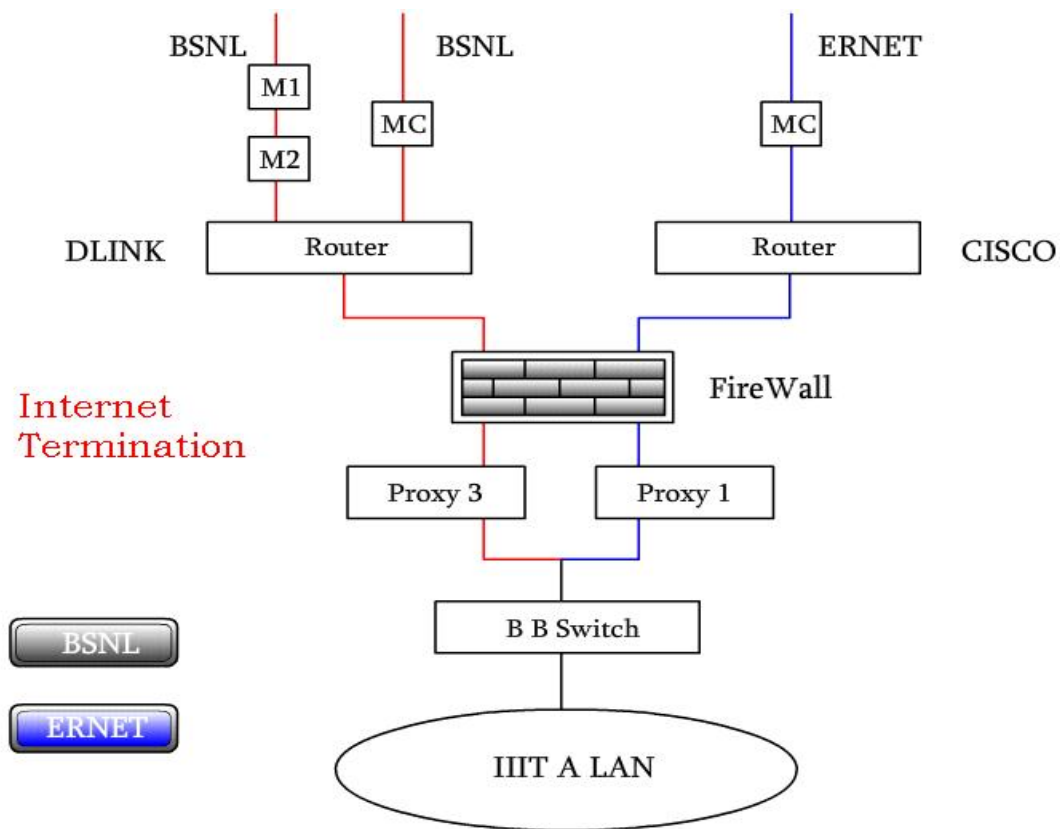 BSNL
BSNL
ERNET
M1
MC
MC
M2
DLINK
Router
Router
CISCO
FireWall
Internet
Termination
Proxy 3
Proxy 1
B B Switch
BSNL
ERNET
IIIT A LAN